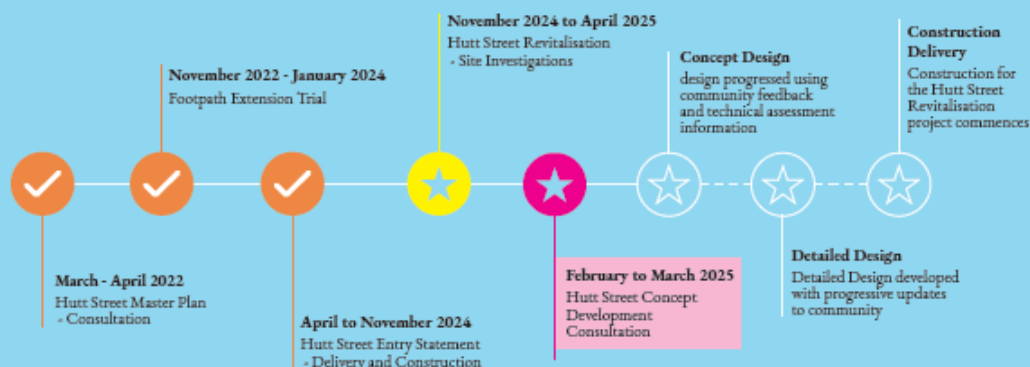 March - April 2022
Hutt Street Master Plan
- Consultation
November 2022 - January 2024
Footpath Extension Trial
April to November 2024
Hutt Street Entry Statement
- Delivery and Construction
November 2024 to April 2025
Hutt Street Revitalisation
- Site Investigations
February to March 2025
Hutt Street Concept
Development
Consultation
Concept Design
design progressed using
community feedback
and technical assessment
information
Detailed Design
Detailed Design developed
with progressive updates
to community
Construction
Delivery
Construction for
the Hutt Street
Revitalisation
project commences